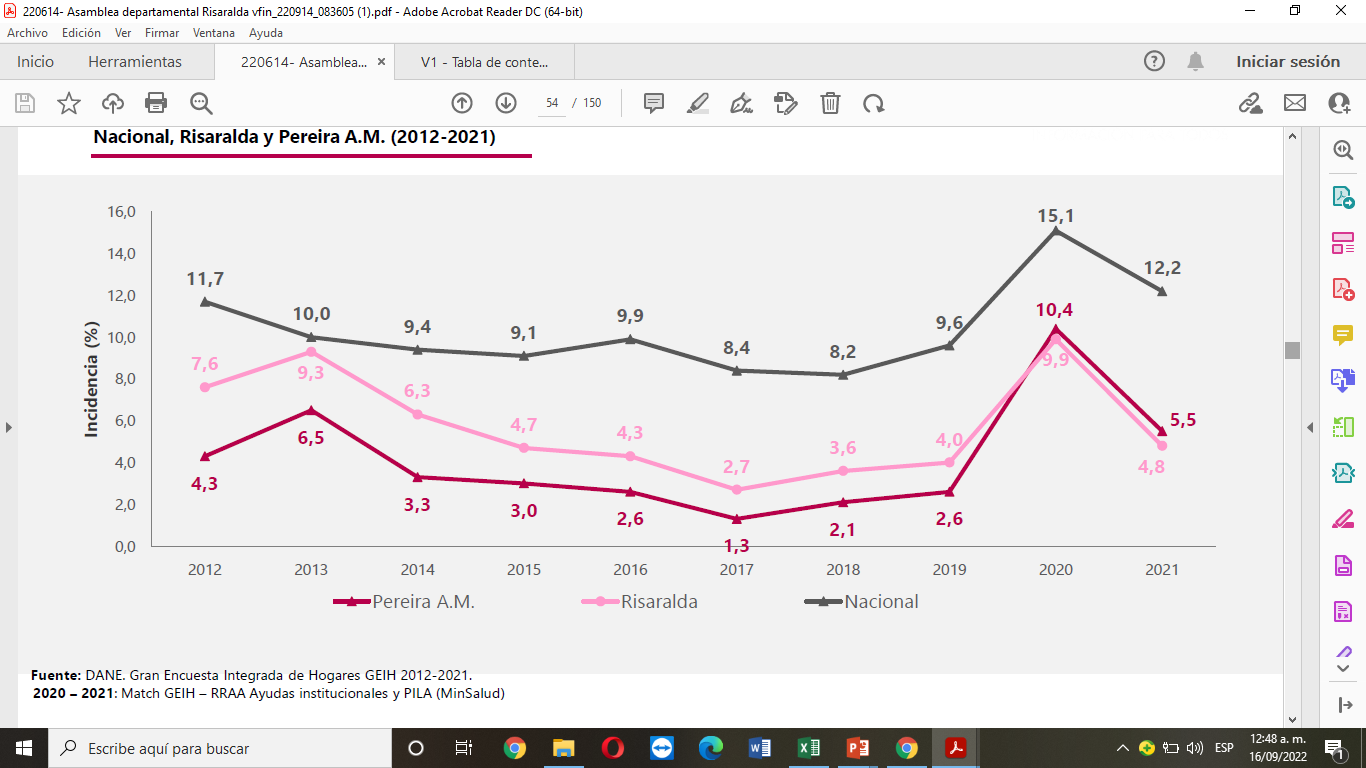 220614- Asamblea departamental Risaralda vfin_220914_083605 (1).pdf - Adobe Acrobat Reader DC (64-bit)
Archivo Edición Ver Firmar Ventana Ayuda
Inicio Herramientas 220614- Asamblea... × V1 - Tabla de conte... Iniciar sesión
54 / 150
Nacional, Risaralda y Pereira A.M. (2012-2021)
Incidencia (%)
16,0
14,0
12,0
10,0
8,0
6,0
4,0
2,0
0,0
11,7 10,0 9,4 9,1 9,9 8,4 8,2 9,6 15,1 12,2
7,6 9,3 6,3 4,7 4,3 2,7 3,6 4,0 9,9 4,8
4,3 6,5 3,3 3,0 2,6 1,3 2,1 2,6 10,4 5,5
2012 2013 2014 2015 2016 2017 2018 2019 2020 2021
Pereira A.M. Risaralda Nacional
Fuente: DANE. Gran Encuesta Integrada de Hogares GEIH 2012-2021.
2020 – 2021: Match GEIH – RRAA Ayudas institucionales y PILA (MinSalud)
Escribe aquí para buscar
ESP
12:48 a. m.
16/09/2022
1